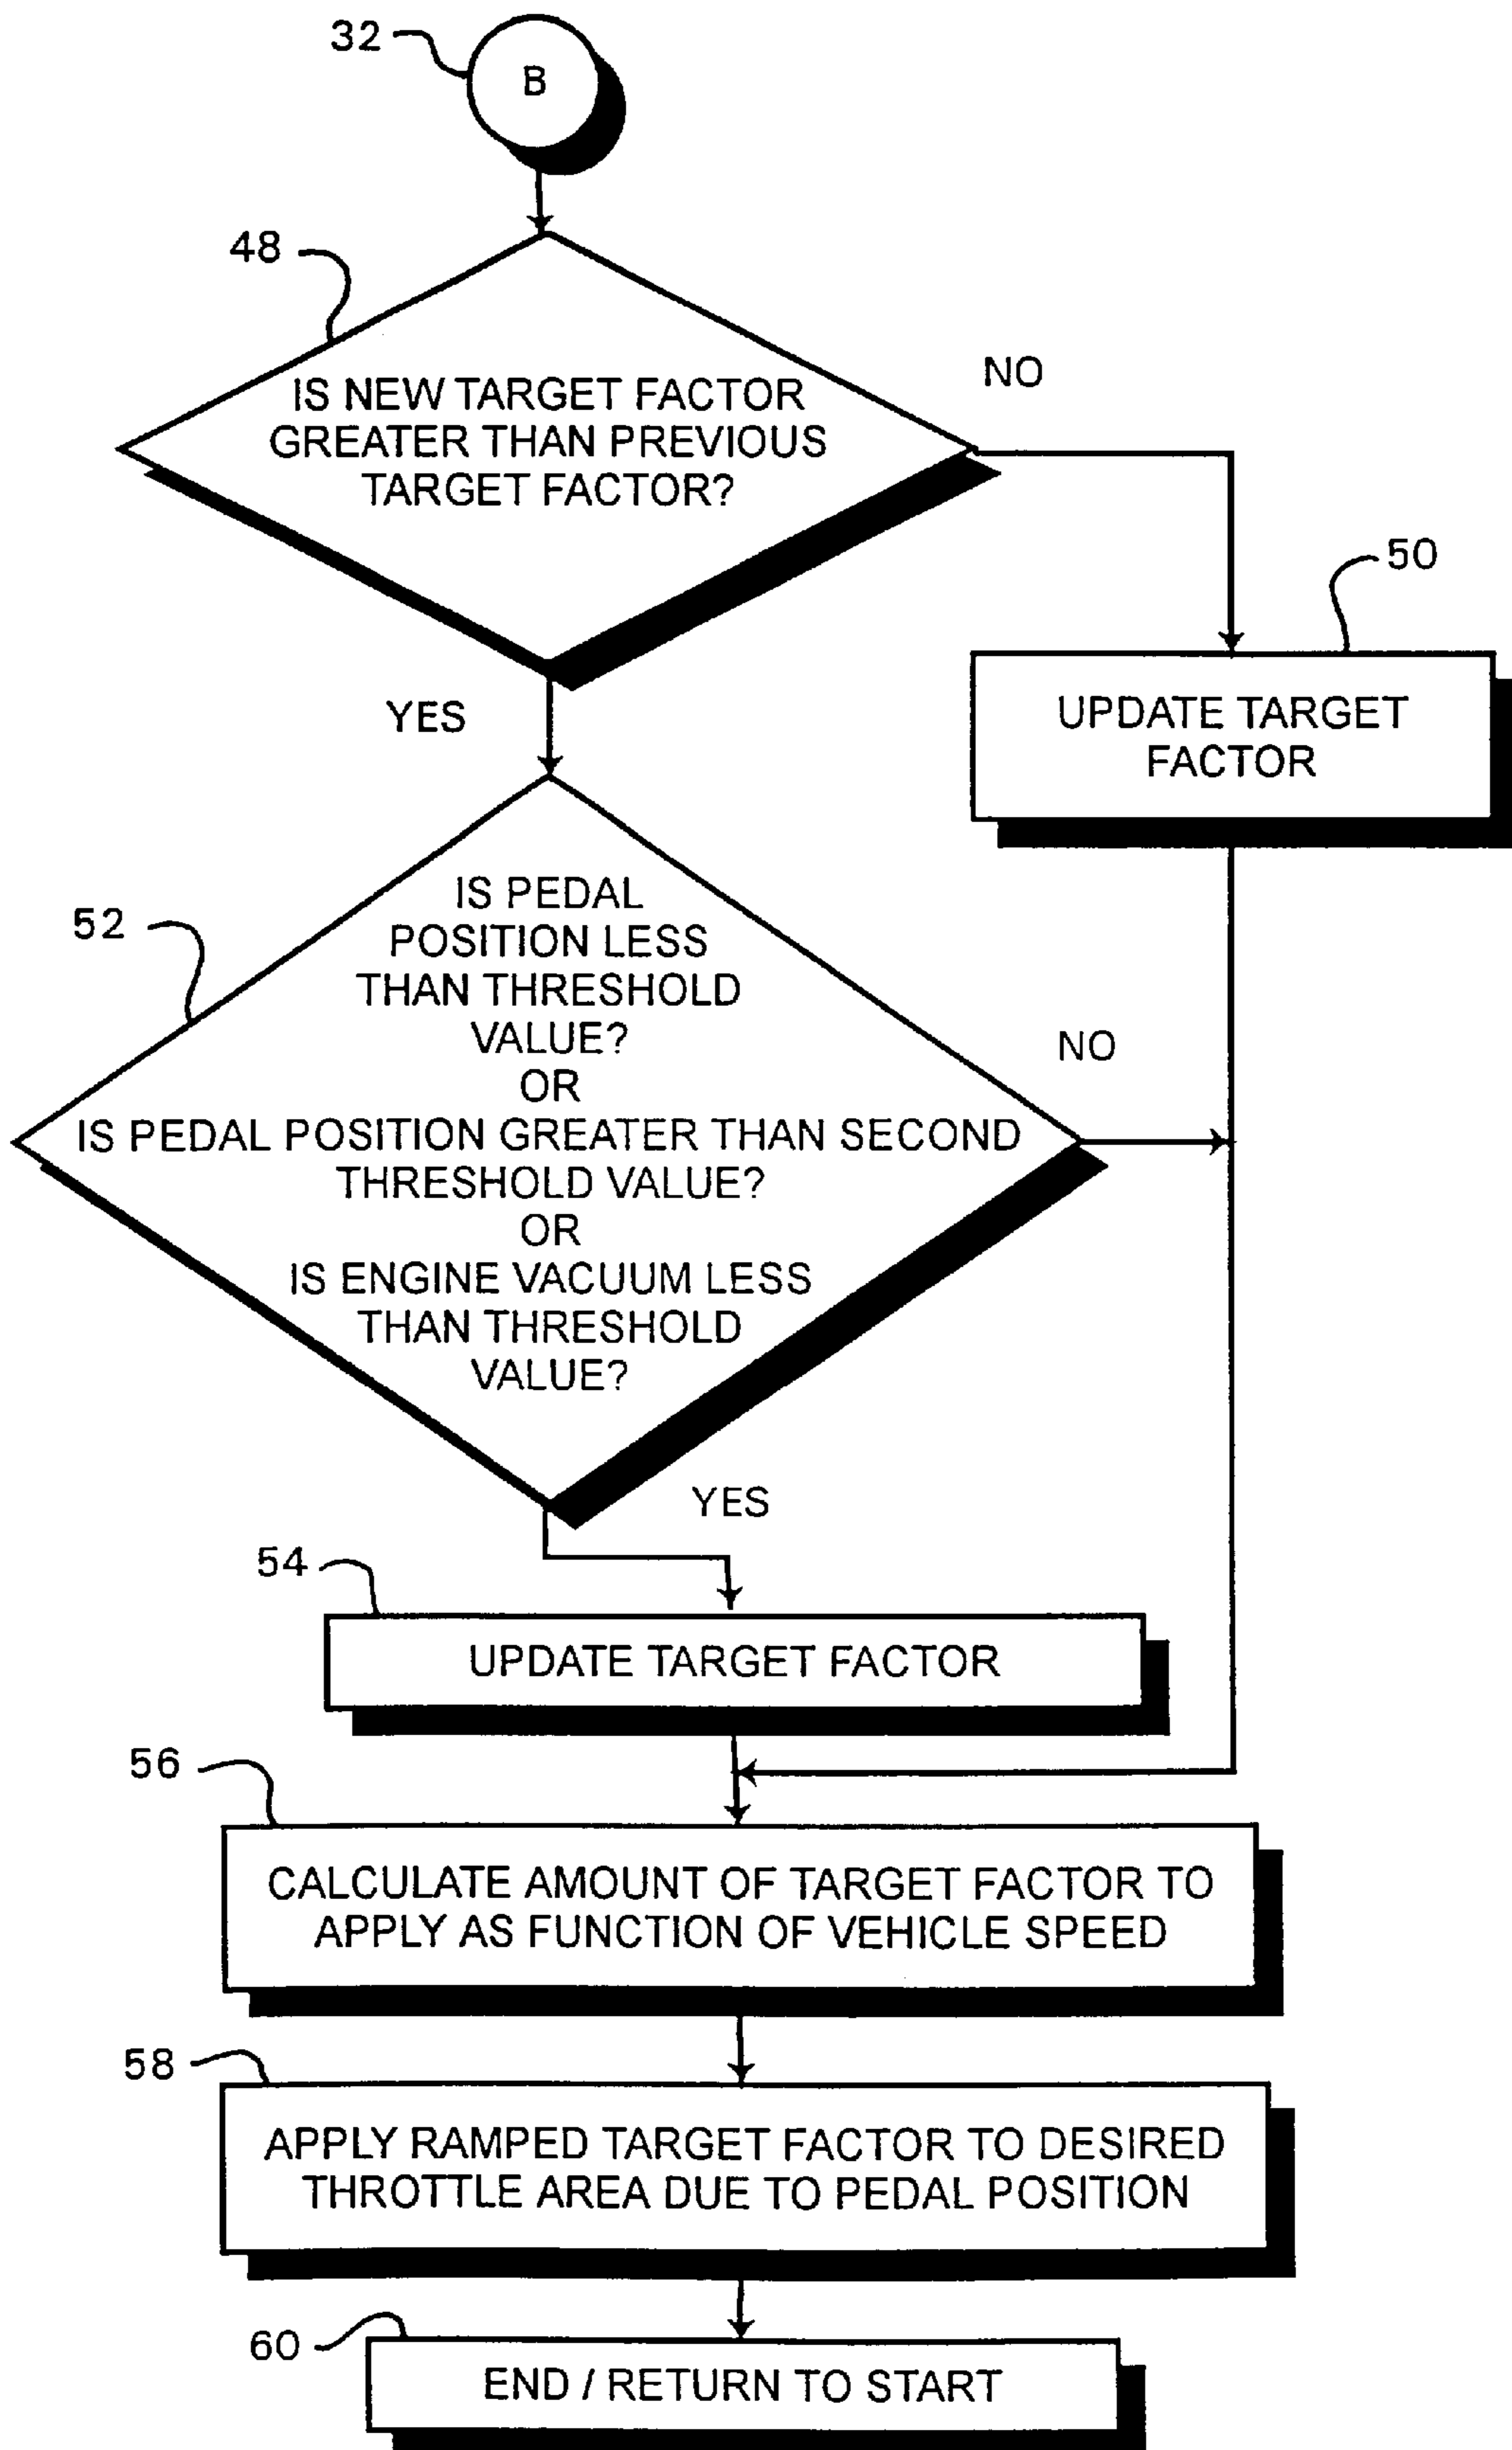 32
B
48
IS NEW TARGET FACTOR
GREATER THAN PREVIOUS
TARGET FACTOR?
NO
50
UPDATE TARGET
FACTOR
YES
52
IS PEDAL
POSITION LESS
THAN THRESHOLD
VALUE?
OR
IS PEDAL POSITION GREATER THAN SECOND
THRESHOLD VALUE?
OR
IS ENGINE VACUUM LESS
THAN THRESHOLD
VALUE?
NO
YES
54
UPDATE TARGET FACTOR
56
CALCULATE AMOUNT OF TARGET FACTOR TO
APPLY AS FUNCTION OF VEHICLE SPEED
58
APPLY RAMPED TARGET FACTOR TO DESIRED
THROTTLE AREA DUE TO PEDAL POSITION
60
END / RETURN TO START